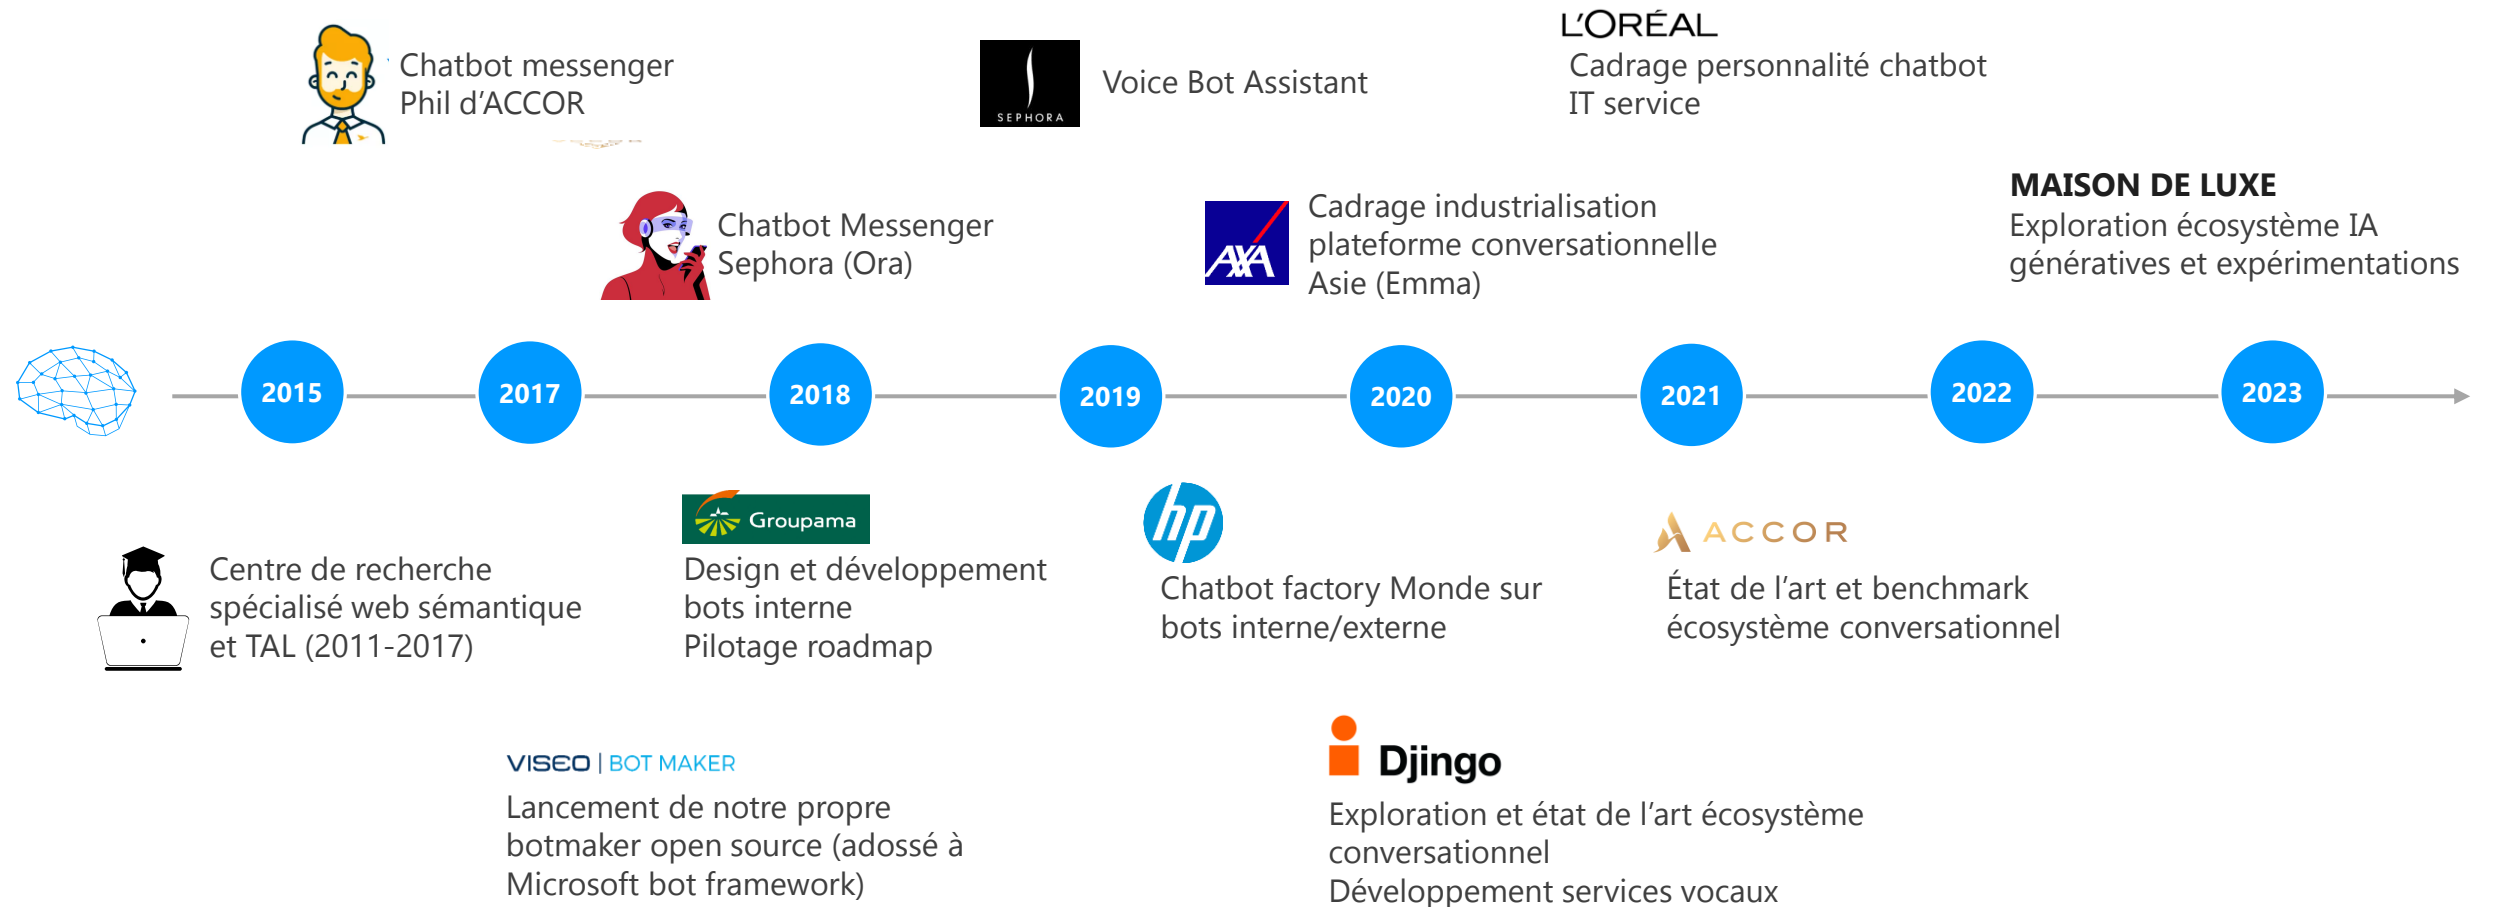 L'ORÉAL
Chatbot messenger
Phil d’ACCOR
SEPHORA
Voice Bot Assistant
Cadrage personnalité chatbot
IT service
Chatbot Messenger
Sephora (Ora)
AXA
Cadrage industrialisation
plateforme conversationnelle
Asie (Emma)
MAISON DE LUXE
Exploration écosystème IA
génératives et expérimentations
2015
2017
2018
2019
2020
2021
2022
2023
Centre de recherche
spécialisé web sémantique
et TAL (2011-2017)
Groupama
Design et développement
bots interne
Pilotage roadmap
hp
Chatbot factory Monde sur
bots interne/externe
ACCOR
État de l’art et benchmark
écosystème conversationnel
VISEO | BOT MAKER
Lancement de notre propre
botmaker open source (adossé à
Microsoft bot framework)
Djingo
Exploration et état de l’art écosystème
conversationnel
Développement services vocaux